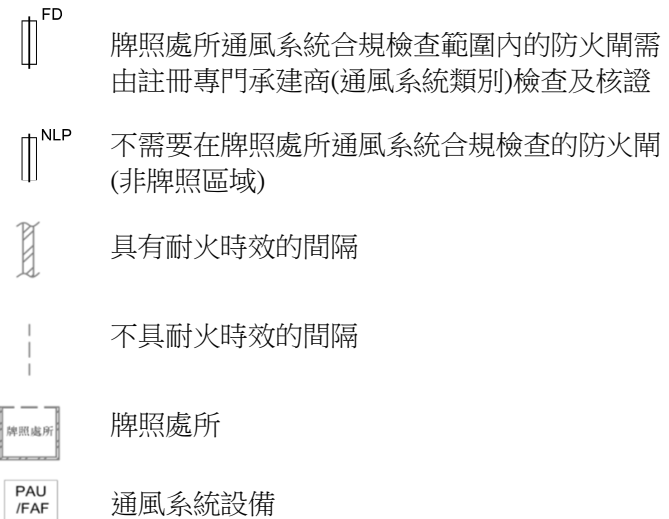 FD
牌照處所通風系統合規檢查範圍內的防火閘需
由註冊專門承建商(通風系統類別)檢查及核證
NLP
不需要在牌照處所通風系統合規檢查的防火閘
(非牌照區域)
具有耐火時效的間隔
不具耐火時效的間隔
牌照處所
牌照處所
PAU
/FAF
通風系統設備